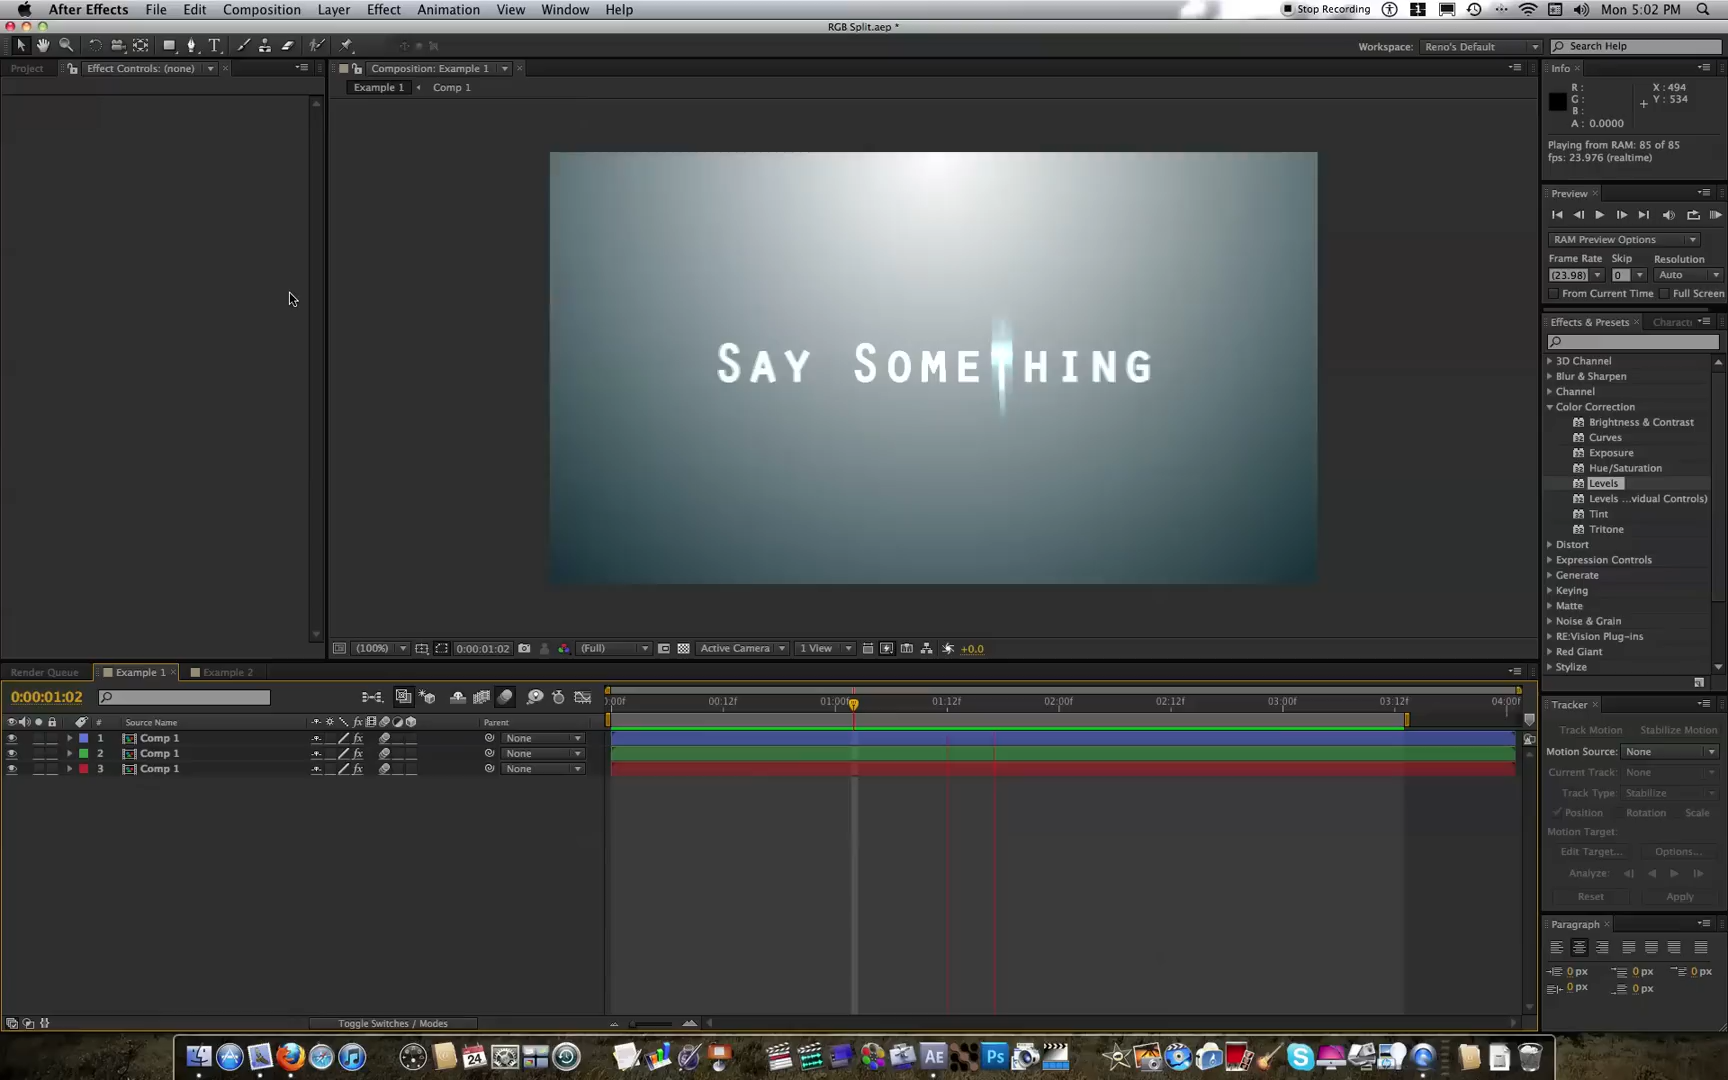 After Effects File Edit Composition Layer Effect Animation View Window Help
Stop Recording
Mon 5:02 PM
RGB Split.aep *
Workspace: Reno's Default
Search Help
Project
Effect Controls: (none)
Composition: Example 1
Example 1 Comp 1
Info
R :
G :
B :
A : 0.0000
X : 494
Y : 534
Playing from RAM: 85 of 85
fps: 23.976 (realtime)
Preview
RAM Preview Options
Frame Rate Skip Resolution
(23.98) 0 Auto
From Current Time Full Screen
SAY SOMETHING
Effects & Presets
3D Channel
Blur & Sharpen
Channel
Color Correction
Brightness & Contrast
Curves
Exposure
Hue/Saturation
Levels
Levels ...vidual Controls)
Tint
Tritone
Distort
Expression Controls
Generate
Keying
Matte
Noise & Grain
RE:Vision Plug-ins
Red Giant
Stylize
(100%) 0:00:01:02 (Full) Active Camera 1 View +0.0
Render Queue Example 1 Example 2
0:00:01:02
:00f 00:12f 01:00f 01:12f 02:00f 02:12f 03:00f 03:12f 04:00f
# Source Name Parent
1 Comp 1 None
2 Comp 1 None
3 Comp 1 None
Toggle Switches / Modes
Tracker
Track Motion Stabilize Motion
Motion Source: None
Current Track: None
Track Type: Stabilize
Position Rotation Scale
Motion Target:
Edit Target... Options...
Analyze:
Reset Apply
Paragraph
0 px 0 px 0 px
0 px 0 px
24
AE Ps